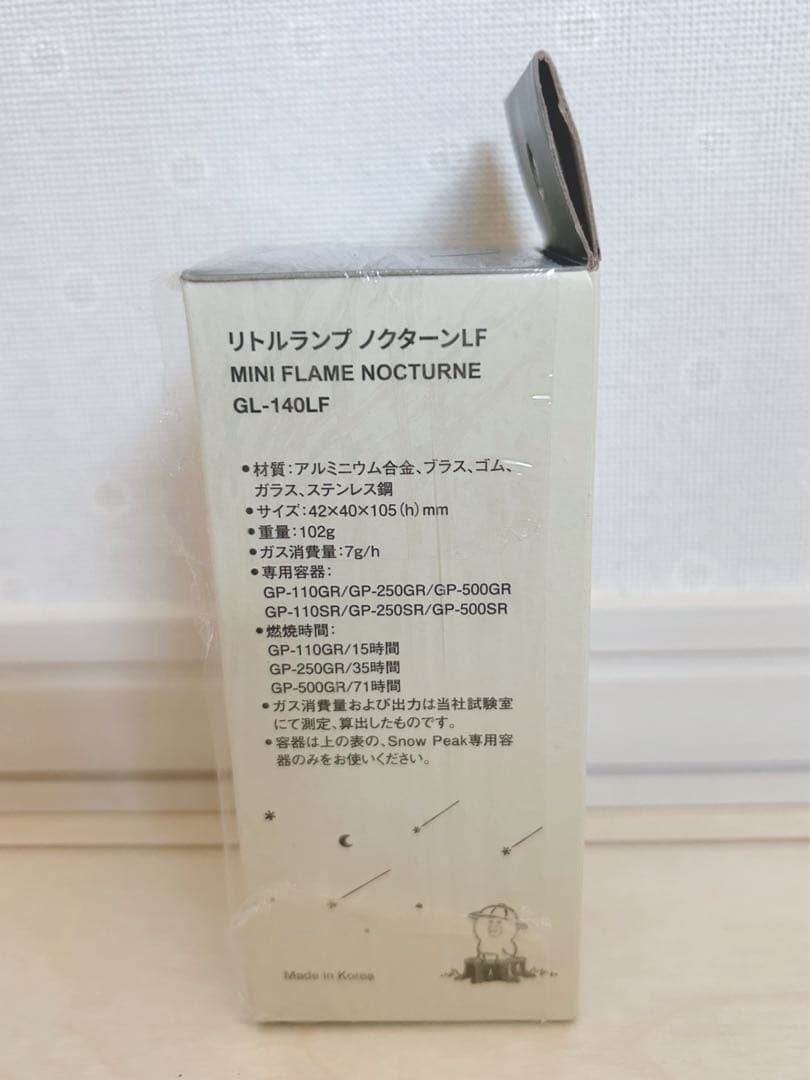 リトルランプ ノクターンLF
MINI FLAME NOCTURNE
GL-140LF
●材質:アルミニウム合金、ブラス、ゴム、
ガラス、ステンレス鋼
●サイズ:42×40×105(h)mm
●重量:102g
●ガス消費量:7g/h
●専用容器:
GP-110GR/GP-250GR/GP-500GR
GP-110SR/GP-250SR/GP-500SR
●燃焼時間:
GP-110GR/15時間
GP-250GR/35時間
GP-500GR/71時間
●ガス消費量および出力は当社試験室
にて測定、算出したものです。
●容器は上の表の、Snow Peak専用容
器のみをお使いください。
Made in Korea